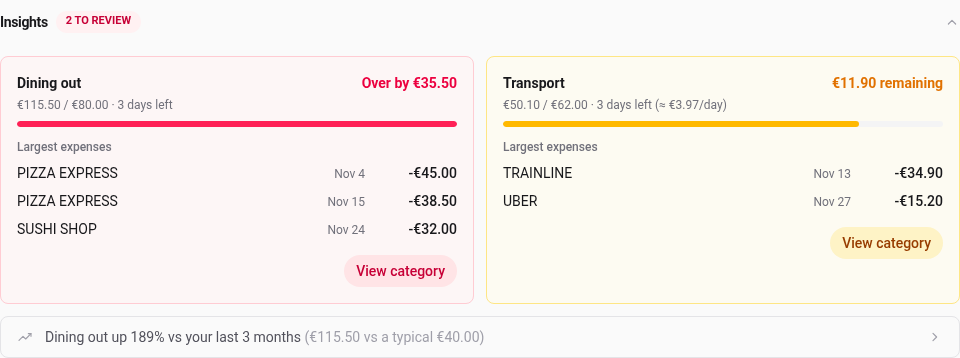 Insights 2 TO REVIEW
Dining out Over by €35.50
€115.50 / €80.00 · 3 days left
Largest expenses
PIZZA EXPRESS Nov 4 -€45.00
PIZZA EXPRESS Nov 15 -€38.50
SUSHI SHOP Nov 24 -€32.00
View category
Transport €11.90 remaining
€50.10 / €62.00 · 3 days left (≈ €3.97/day)
Largest expenses
TRAINLINE Nov 13 -€34.90
UBER Nov 27 -€15.20
View category
Dining out up 189% vs your last 3 months (€115.50 vs a typical €40.00)